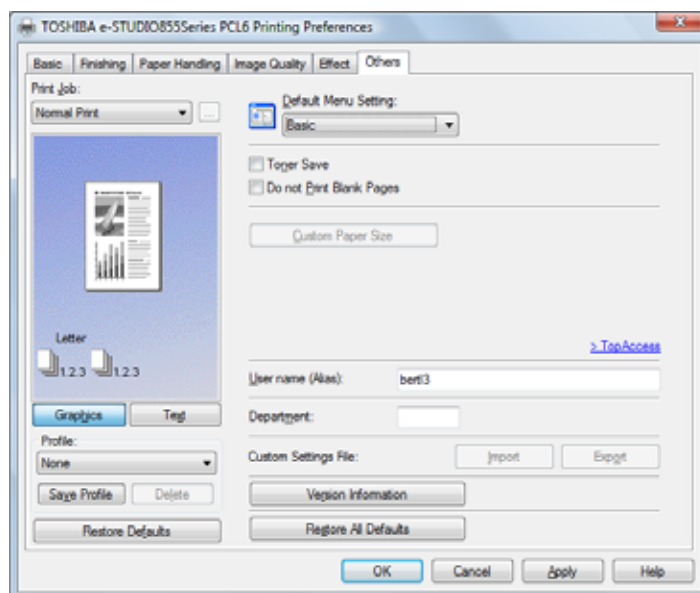 TOSHIBA e-STUDIO855Series PCL6 Printing Preferences
Basic Finishing Paper Handling Image Quality Effect Others
Print Job:
Normal Print
...
Default Menu Setting:
Basic
Toner Save
Do not Print Blank Pages
Custom Paper Size
Letter
1.2.3 1.2.3
> TopAccess
User name (Alias): bertl3
Graphics Text
Department:
Profile:
None
Custom Settings File: Import Export
Save Profile Delete
Version Information
Restore Defaults
Restore All Defaults
OK Cancel Apply Help